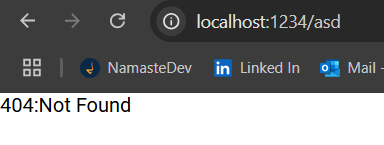 localhost:1234/asd
NamasteDev Linked In Mail -
404:Not Found